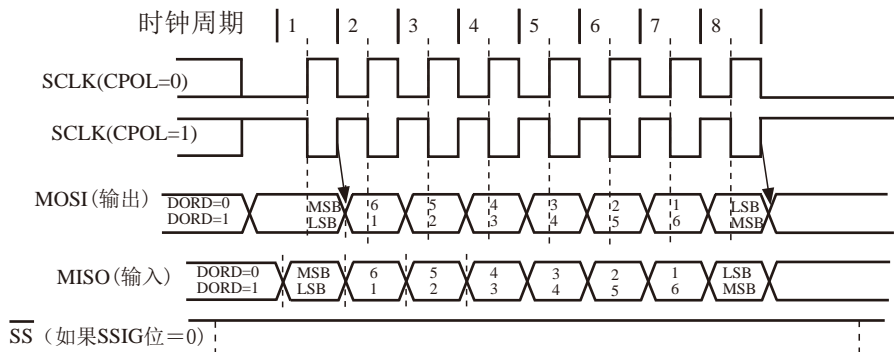 时钟周期 1 2 3 4 5 6 7 8
SCLK(CPOL=0)
SCLK(CPOL=1)
MOSI(输出) DORD=0 MSB 6 5 4 3 2 1 LSB
DORD=1 LSB 1 2 3 4 5 6 MSB
MISO(输入) DORD=0 MSB 6 5 4 3 2 1 LSB
DORD=1 LSB 1 2 3 4 5 6 MSB
SS (如果SSIG位=0)